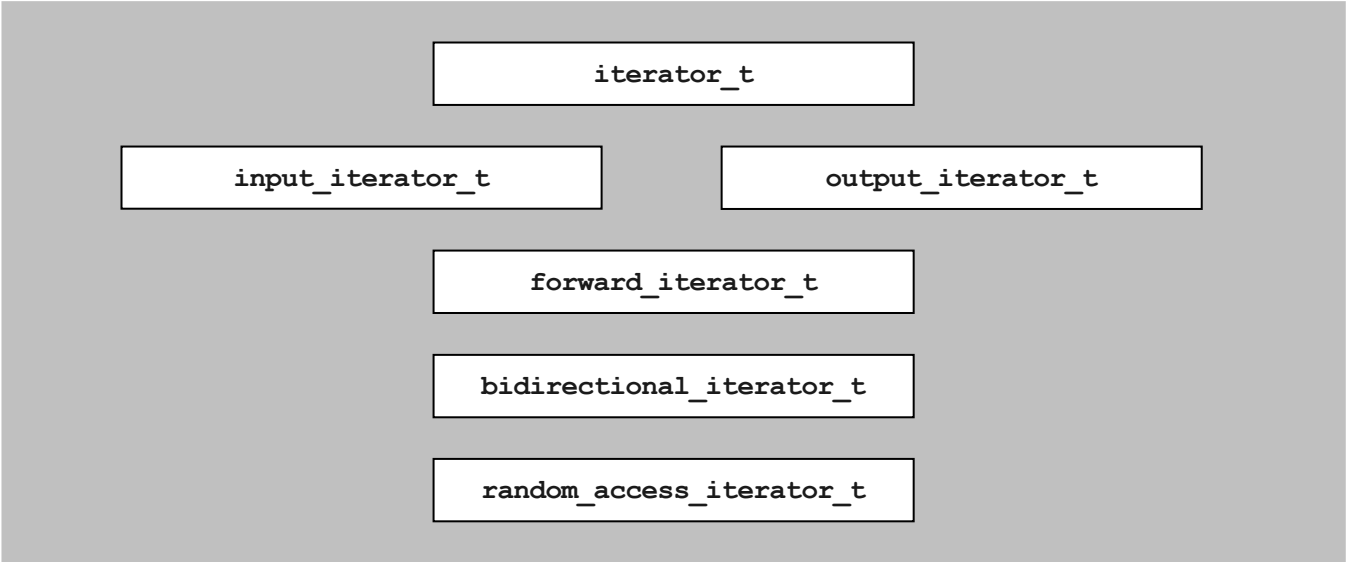 iterator_t
input_iterator_t
output_iterator_t
forward_iterator_t
bidirectional_iterator_t
random_access_iterator_t